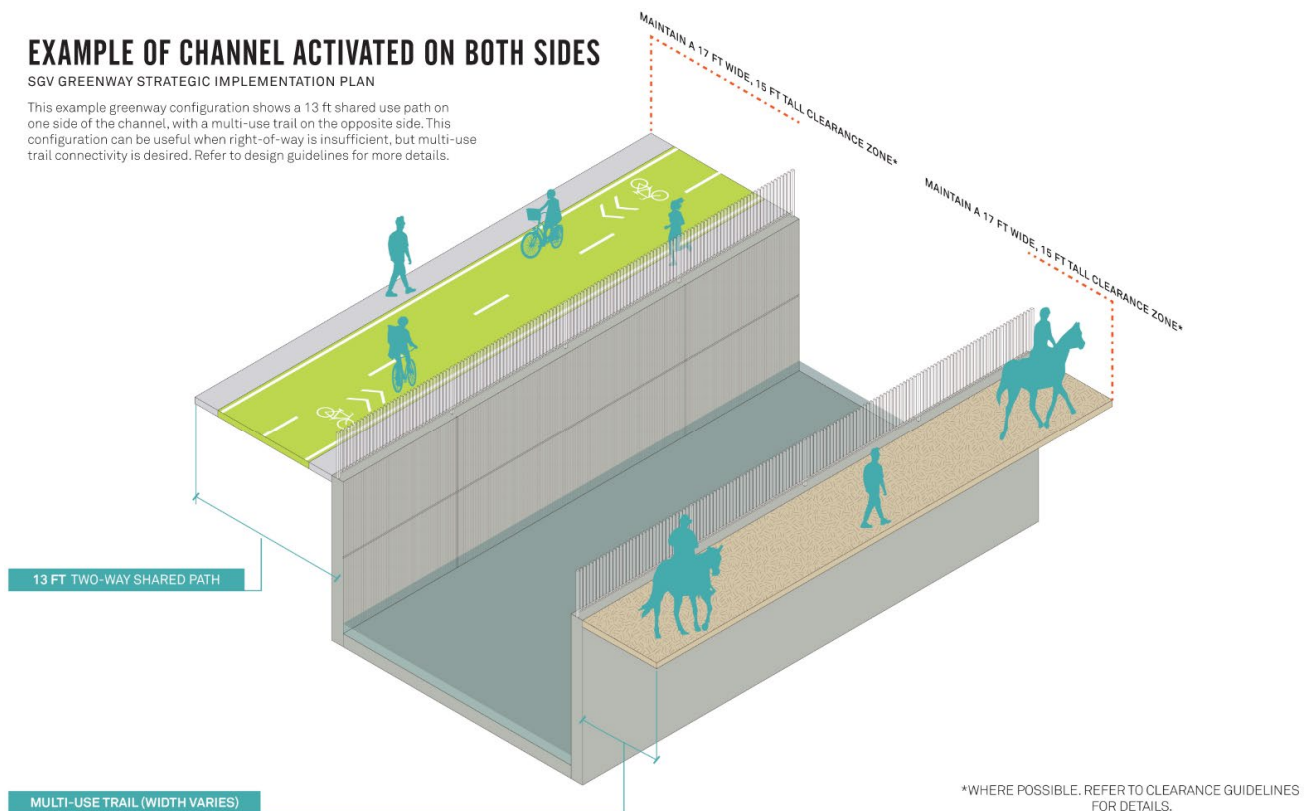 EXAMPLE OF CHANNEL ACTIVATED ON BOTH SIDES
SGV GREENWAY STRATEGIC IMPLEMENTATION PLAN
This example greenway configuration shows a 13 ft shared use path on
one side of the channel, with a multi-use trail on the opposite side. This
configuration can be useful when right-of-way is insufficient, but multi-use
trail connectivity is desired. Refer to design guidelines for more details.
MAINTAIN A 17 FT WIDE, 15 FT TALL CLEARANCE ZONE*
MAINTAIN A 17 FT WIDE, 15 FT TALL CLEARANCE ZONE*
13 FT TWO-WAY SHARED PATH
MULTI-USE TRAIL (WIDTH VARIES)
*WHERE POSSIBLE. REFER TO CLEARANCE GUIDELINES
FOR DETAILS.